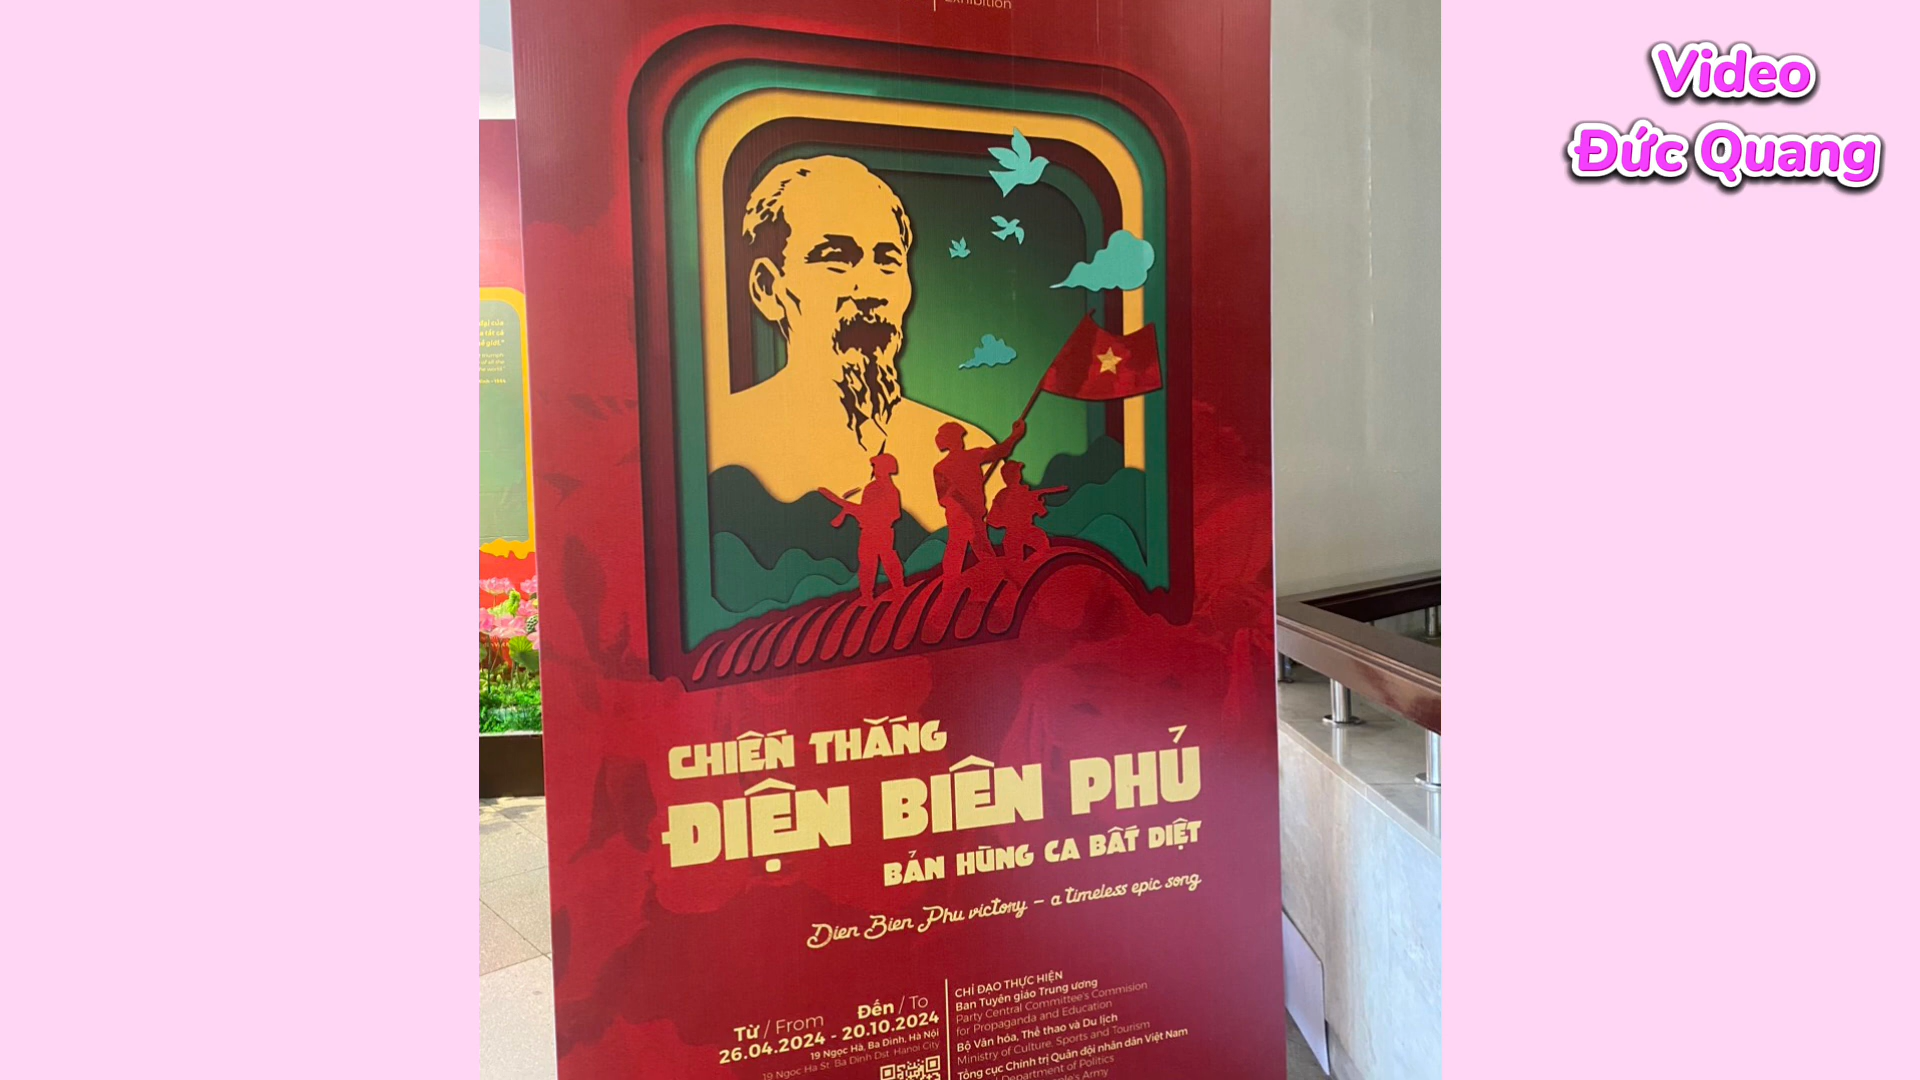 Exhibition
Video
Đức Quang
CHIẾN THẮNG
ĐIỆN BIÊN PHỦ
BẢN HÙNG CA BẤT DIỆT
Dien Bien Phu victory – a timeless epic song
Từ / From
Đến / To
26.04.2024 - 20.10.2024
19 Ngọc Hà, Ba Đình, Hà Nội
19 Ngoc Ha St. Ba Dinh Dst. Hanoi City
CHỈ ĐẠO THỰC HIỆN
Ban Tuyên giáo Trung ương
Party Central Committee's Commision
for Propaganda and Education
Bộ Văn hóa, Thể thao và Du lịch
Ministry of Culture, Sports and Tourism
Tổng cục Chính trị Quân đội nhân dân Việt Nam
Department of Politics
Army